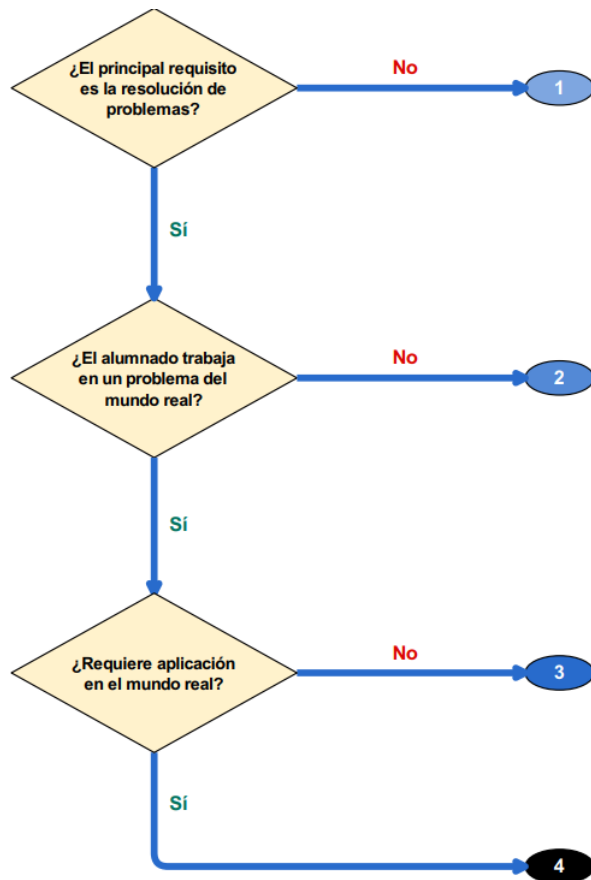 ¿El principal requisito
es la resolución de
problemas?
No
1
Sí
¿El alumnado trabaja
en un problema del
mundo real?
No
2
Sí
¿Requiere aplicación
en el mundo real?
No
3
Sí
4